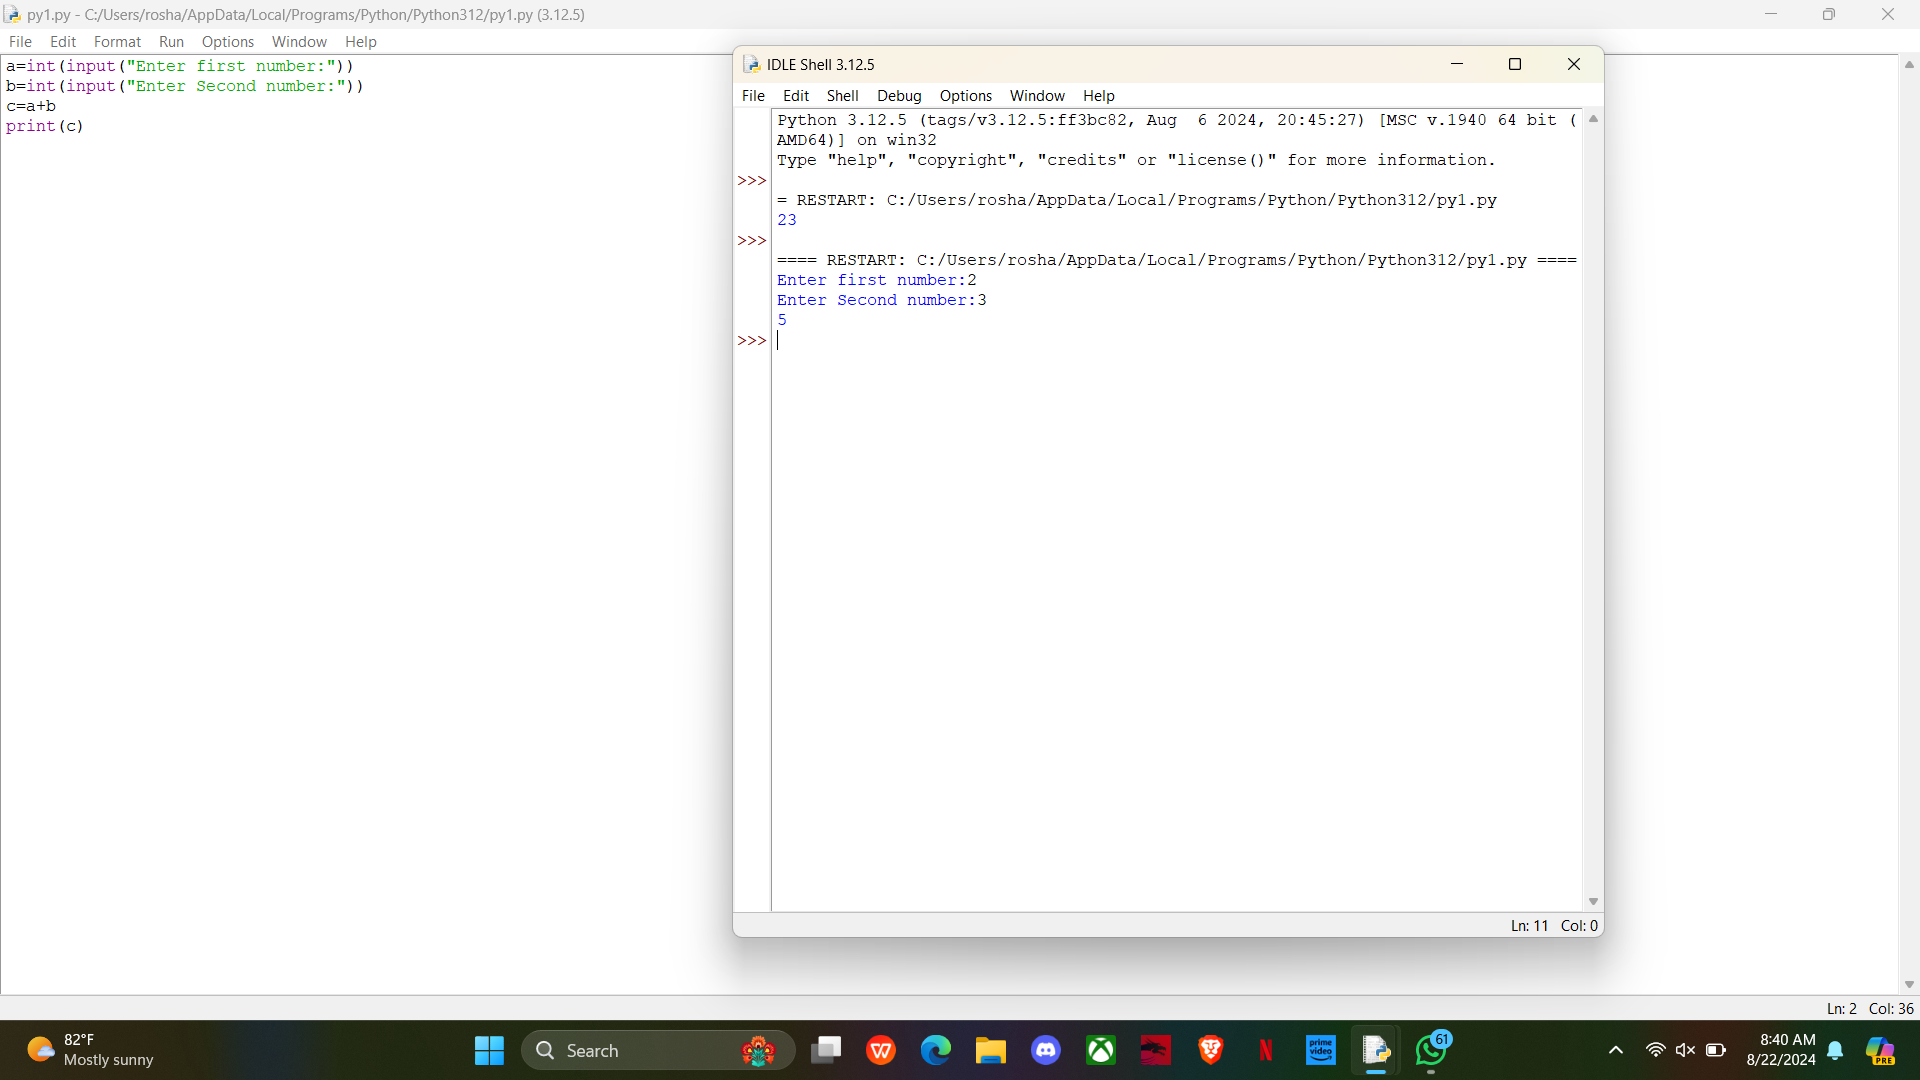 py1.py - C:/Users/rosha/AppData/Local/Programs/Python/Python312/py1.py (3.12.5)
File Edit Format Run Options Window Help
a=int(input("Enter first number:"))
b=int(input("Enter Second number:"))
c=a+b
print(c)
IDLE Shell 3.12.5
File Edit Shell Debug Options Window Help
Python 3.12.5 (tags/v3.12.5:ff3bc82, Aug  6 2024, 20:45:27) [MSC v.1940 64 bit (
AMD64)] on win32
Type "help", "copyright", "credits" or "license()" for more information.
>>>
= RESTART: C:/Users/rosha/AppData/Local/Programs/Python/Python312/py1.py
23
>>>
==== RESTART: C:/Users/rosha/AppData/Local/Programs/Python/Python312/py1.py ====
Enter first number:2
Enter Second number:3
5
>>>
Ln: 11 Col: 0
Ln: 2 Col: 36
82°F
Mostly sunny
Search
W
N
prime video
61
8:40 AM
8/22/2024
PRE